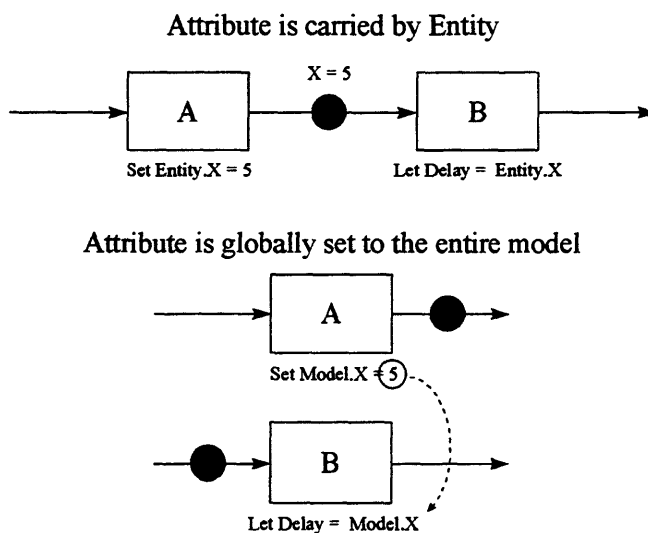 Attribute is carried by Entity
X = 5
A
B
Set Entity.X = 5
Let Delay = Entity.X
Attribute is globally set to the entire model
A
Set Model.X = 5
B
Let Delay = Model.X